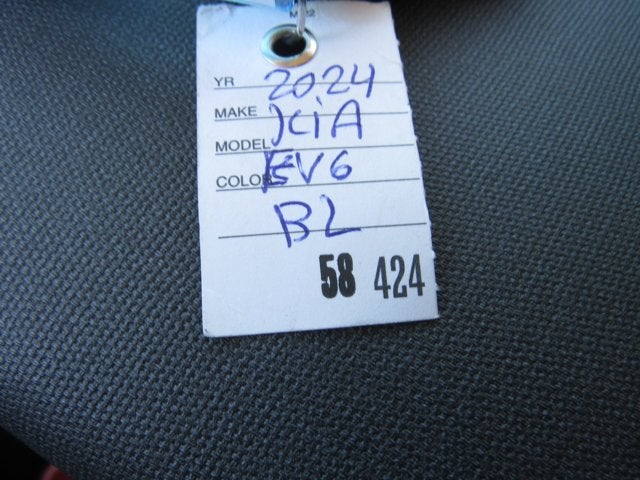 YR 2024
MAKE KiA
MODEL EV6
COLOR BL
58 424